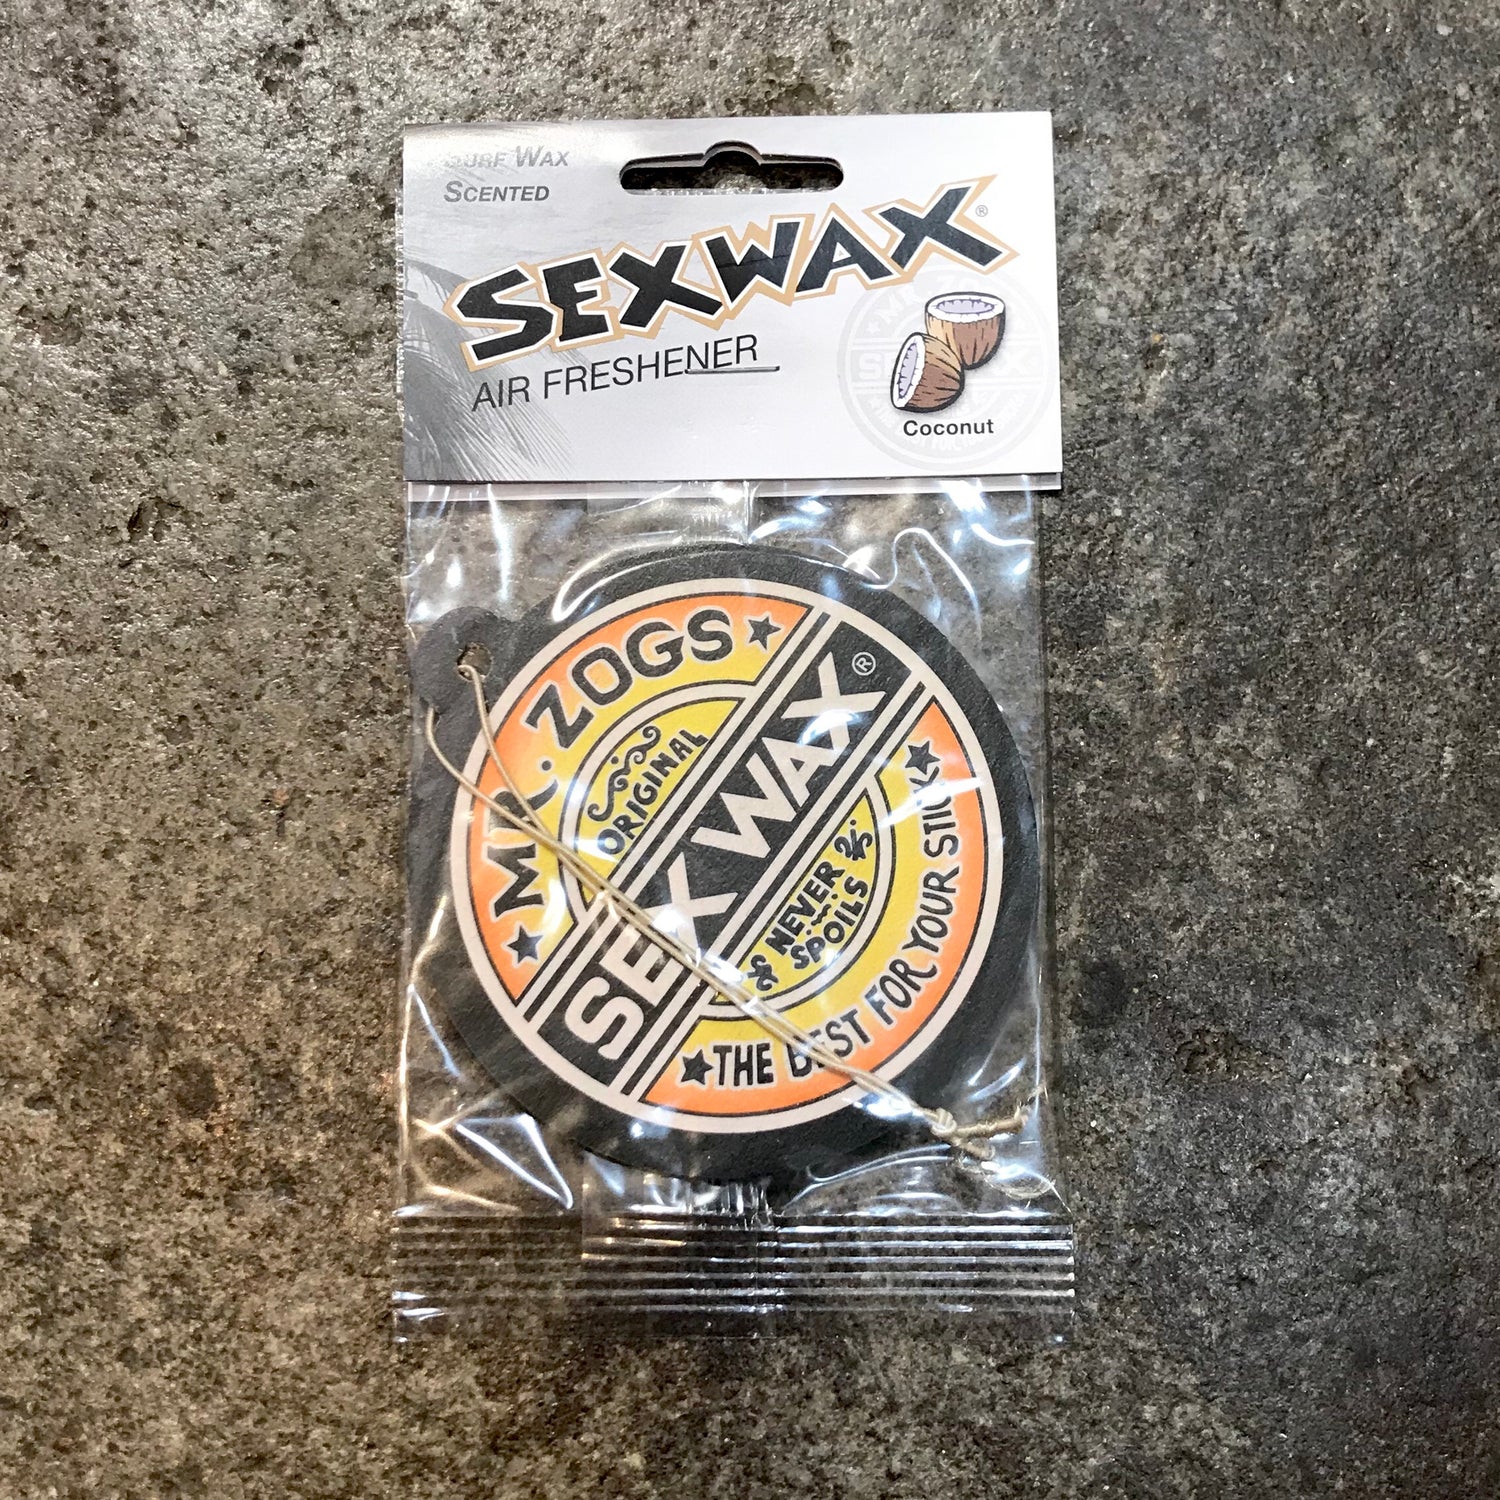 SURF WAX
SCENTED
SEXWAX®
AIR FRESHENER
Coconut
★ MR. ZOGS ★
ORIGINAL
SEX WAX®
NEVER
SPOILS
★ THE BEST FOR YOUR STICK ★